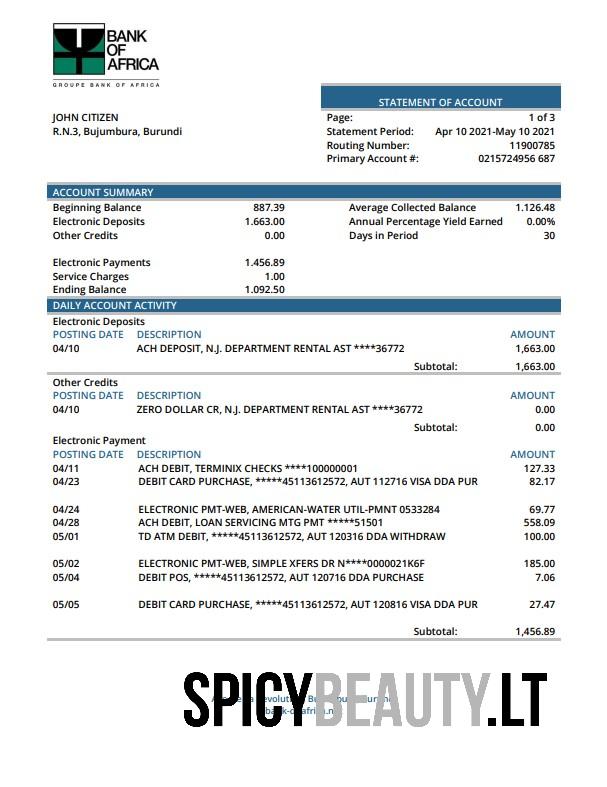 BANK
OF
AFRICA
GROUPE BANK OF AFRICA
STATEMENT OF ACCOUNT
JOHN CITIZEN
R.N.3, Bujumbura, Burundi
Page: 1 of 3
Statement Period: Apr 10 2021-May 10 2021
Routing Number: 11900785
Primary Account #: 0215724956 687
ACCOUNT SUMMARY
Beginning Balance 887.39 Average Collected Balance 1.126.48
Electronic Deposits 1.663.00 Annual Percentage Yield Earned 0.00%
Other Credits 0.00 Days in Period 30
Electronic Payments 1.456.89
Service Charges 1.00
Ending Balance 1.092.50
DAILY ACCOUNT ACTIVITY
Electronic Deposits
POSTING DATE DESCRIPTION AMOUNT
04/10 ACH DEPOSIT, N.J. DEPARTMENT RENTAL AST ****36772 1,663.00
Subtotal: 1,663.00
Other Credits
POSTING DATE DESCRIPTION AMOUNT
04/10 ZERO DOLLAR CR, N.J. DEPARTMENT RENTAL AST ****36772 0.00
Subtotal: 0.00
Electronic Payment
POSTING DATE DESCRIPTION AMOUNT
04/11 ACH DEBIT, TERMINIX CHECKS ****100000001 127.33
04/23 DEBIT CARD PURCHASE, *****45113612572, AUT 112716 VISA DDA PUR 82.17
04/24 ELECTRONIC PMT-WEB, AMERICAN-WATER UTIL-PMNT 0533284 69.77
04/28 ACH DEBIT, LOAN SERVICING MTG PMT *****51501 558.09
05/01 TD ATM DEBIT, *****45113612572, AUT 120316 DDA WITHDRAW 100.00
05/02 ELECTRONIC PMT-WEB, SIMPLE XFERS DR N****0000021K6F 185.00
05/04 DEBIT POS, *****45113612572, AUT 120716 DDA PURCHASE 7.06
05/05 DEBIT CARD PURCHASE, *****45113612572, AUT 120816 VISA DDA PUR 27.47
Subtotal: 1,456.89
SPICYBEAUTY.LT